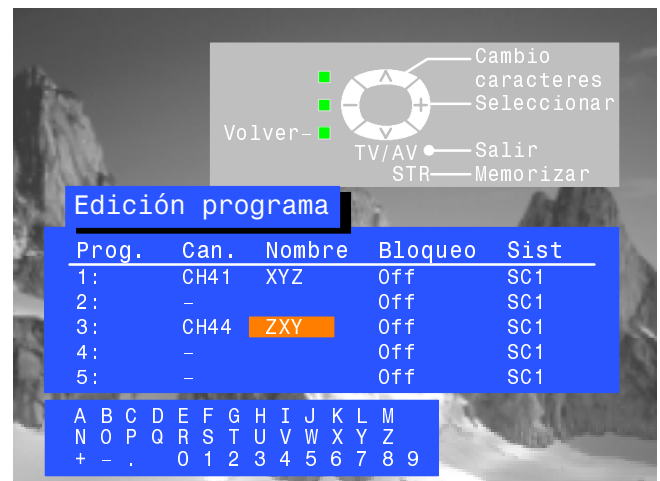 Cambio
caracteres
Seleccionar
Volver
TV/AV Salir
STR Memorizar
Edición programa
Prog. Can. Nombre Bloqueo Sist
1: CH41 XYZ Off SC1
2: – Off SC1
3: CH44 ZXY Off SC1
4: – Off SC1
5: – Off SC1
A B C D E F G H I J K L M
N O P Q R S T U V W X Y Z
+ – . 0 1 2 3 4 5 6 7 8 9